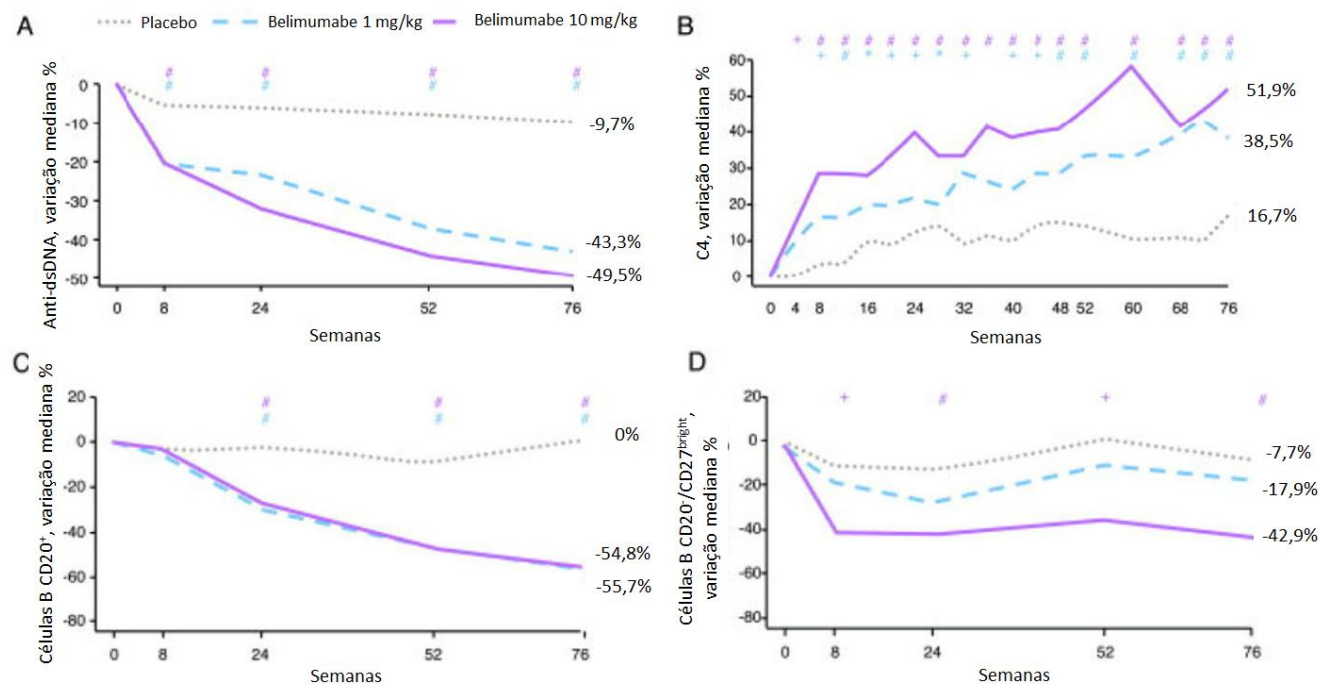 Placebo Belimumabe 1 mg/kg Belimumabe 10 mg/kg
A
Anti-dsDNA, variação mediana %
0
-10
-20
-30
-40
-50
# # # #
# # # #
-9,7%
-43,3%
-49,5%
0 8 24 52 76
Semanas
B
C4, variação mediana %
+ # # # # # # # # # # # # # # # #
+ # * + + * + + + # # # # # #
60
50
40
30
20
10
0
51,9%
38,5%
16,7%
0 4 8 16 24 32 40 48 52 60 68 76
Semanas
C
Células B CD20⁺, variação mediana %
20
0
-20
-40
-60
-80
# # #
# # #
0%
-54,8%
-55,7%
0 8 24 52 76
Semanas
D
Células B CD20⁻/CD27ᵇʳⁱᵍʰᵗ,
variação mediana %
20
0
-20
-40
-60
-80
+ # + #
-7,7%
-17,9%
-42,9%
0 8 24 52 76
Semanas